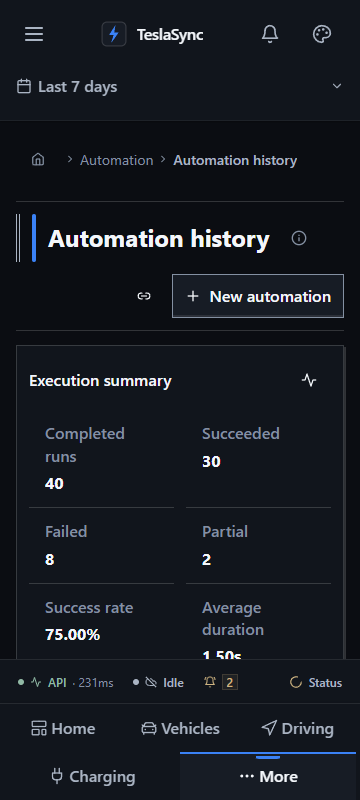 TeslaSync
Last 7 days
Automation
Automation history
Automation history
New automation
Execution summary
Completed runs
40
Succeeded
30
Failed
8
Partial
2
Success rate
75.00%
Average duration
1.50s
API · 231ms
Idle
2
Status
Home
Vehicles
Driving
Charging
More